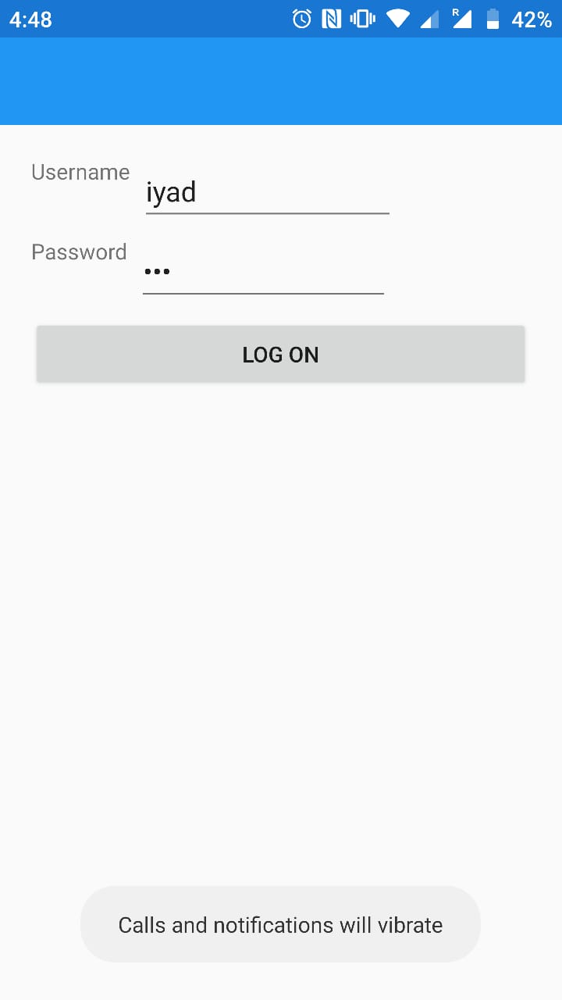 4:48 R 42%
Username
iyad
Password
•••
LOG ON
Calls and notifications will vibrate